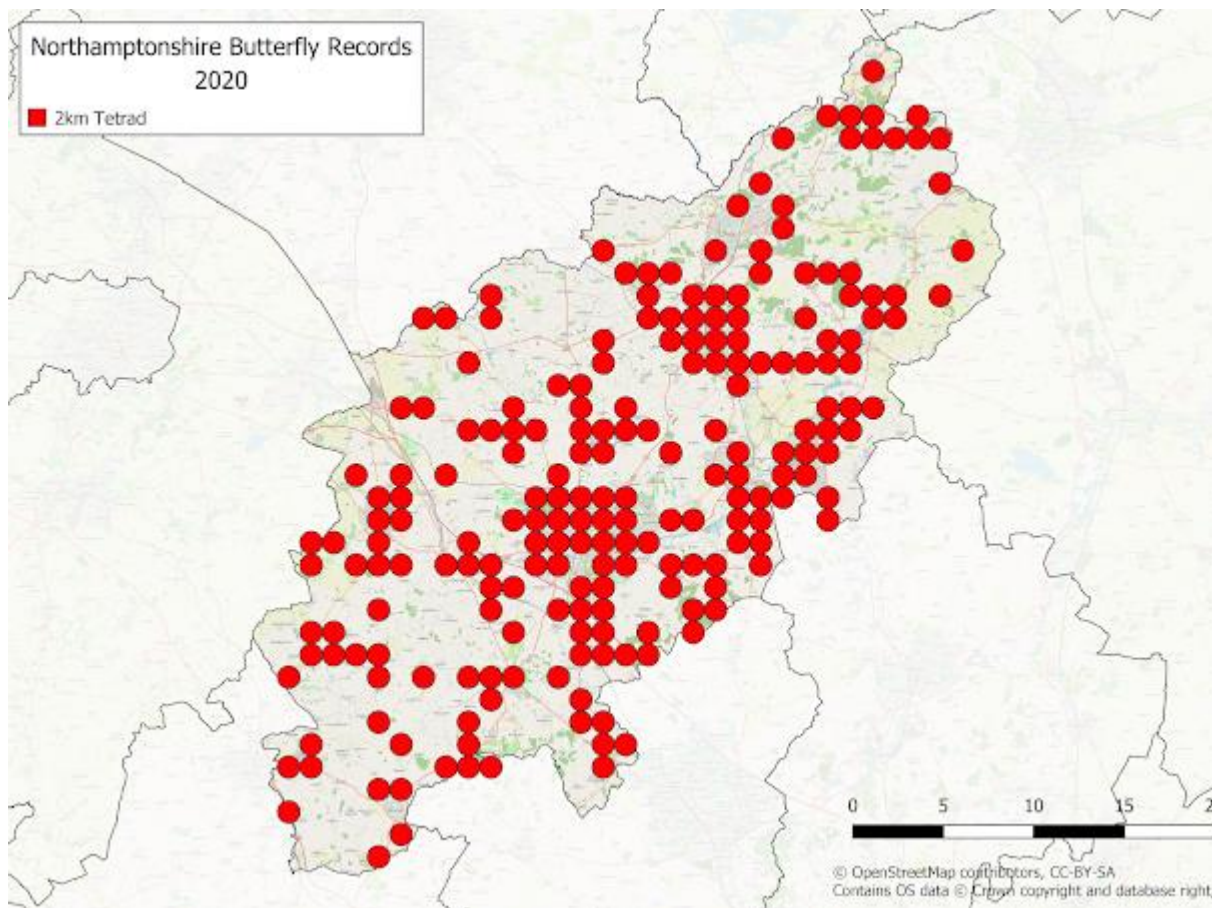 Northamptonshire Butterfly Records
2020
2km Tetrad
0 5 10 15
© OpenStreetMap contributors, CC-BY-SA
Contains OS data © Crown copyright and database right